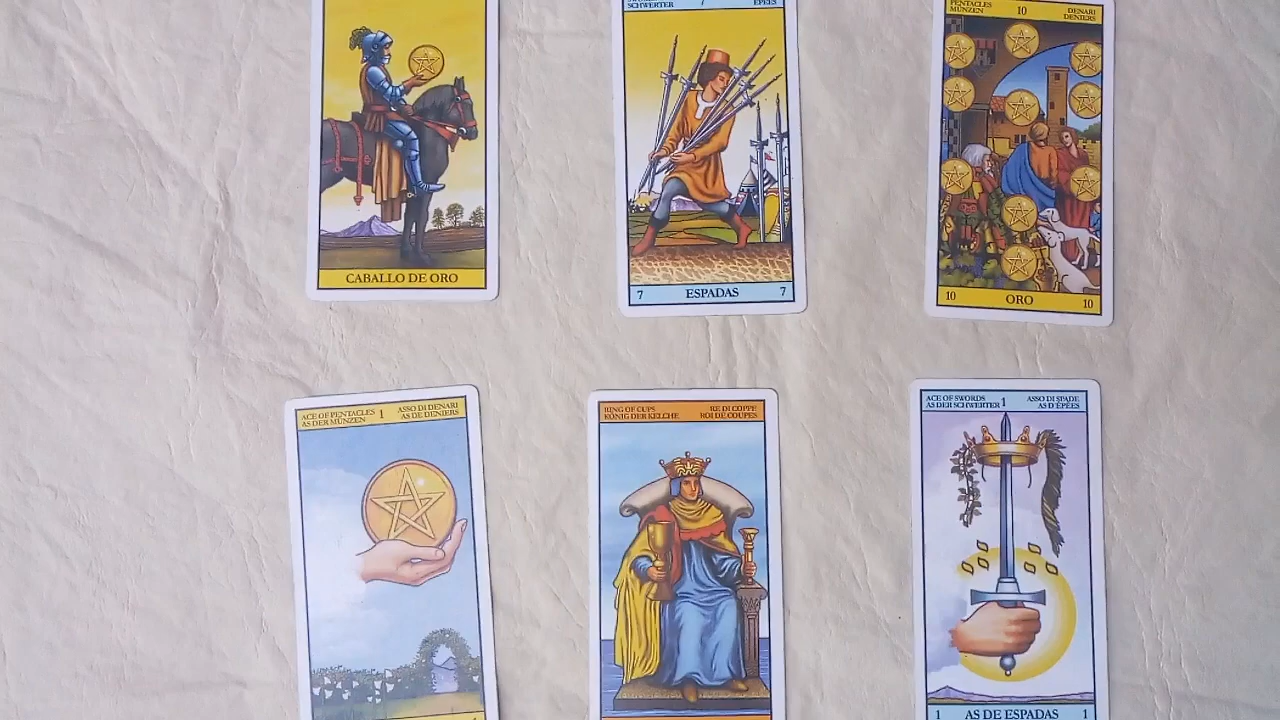 CABALLO DE ORO
SCHWERTER 7 ÉPÉES
7 ESPADAS 7
PENTACLES 10 DENARI
MÜNZEN DENIERS
10 ORO 10
ACE OF PENTACLES 1 ASSO DI DENARI
AS DER MÜNZEN AS DE DENIERS
KING OF CUPS RE DI COPPE
KÖNIG DER KELCHE ROI DE COUPES
ACE OF SWORDS 1 ASSO DI SPADE
AS DER SCHWERTER AS D'ÉPÉES
1 AS DE ESPADAS 1